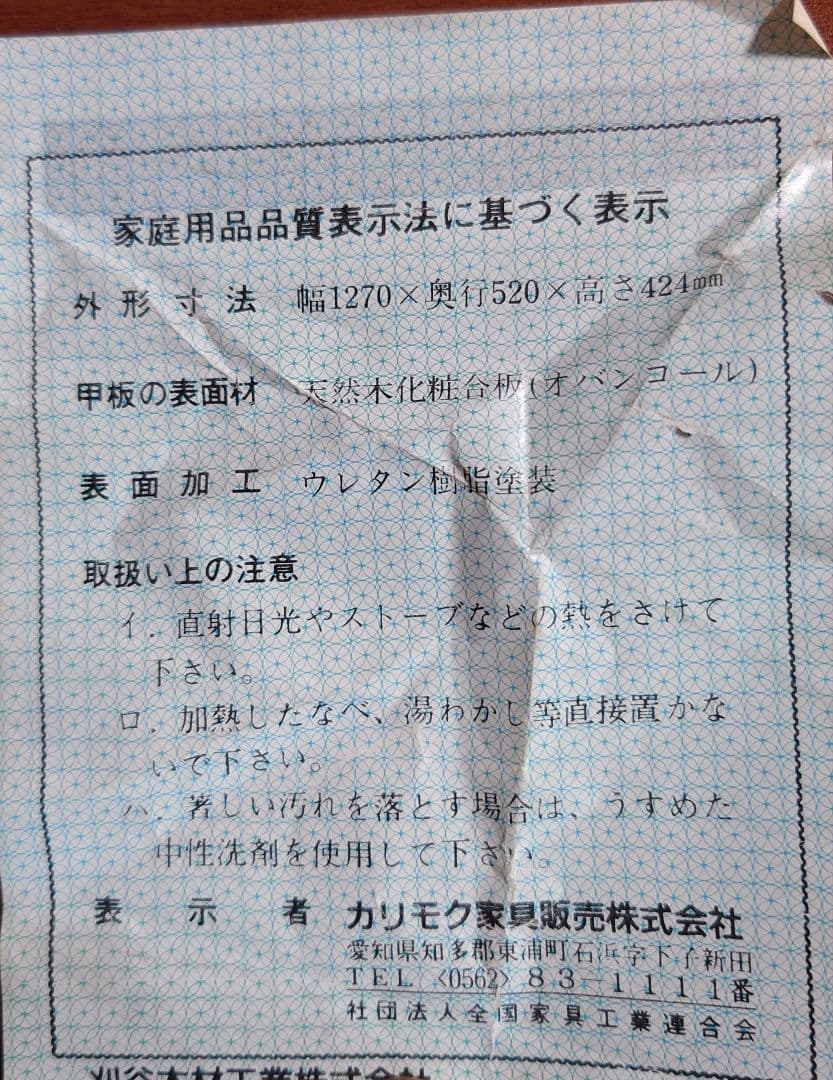 家庭用品品質表示法に基づく表示
外形寸法 幅1270×奥行520×高さ424mm
甲板の表面材 天然木化粧合板(オバンコール)
表面加工 ウレタン樹脂塗装
取扱い上の注意
イ．直射日光やストーブなどの熱をさけて
下さい。
ロ．加熱したなべ、湯わかし等直接置かな
いで下さい。
ハ．著しい汚れを落とす場合は、うすめた
中性洗剤を使用して下さい。
表示者 カリモク家具販売株式会社
愛知県知多郡東浦町石浜字下子新田
TEL〈0562〉83-1111番
社団法人全国家具工業連合会
刈谷木材工業株式会社